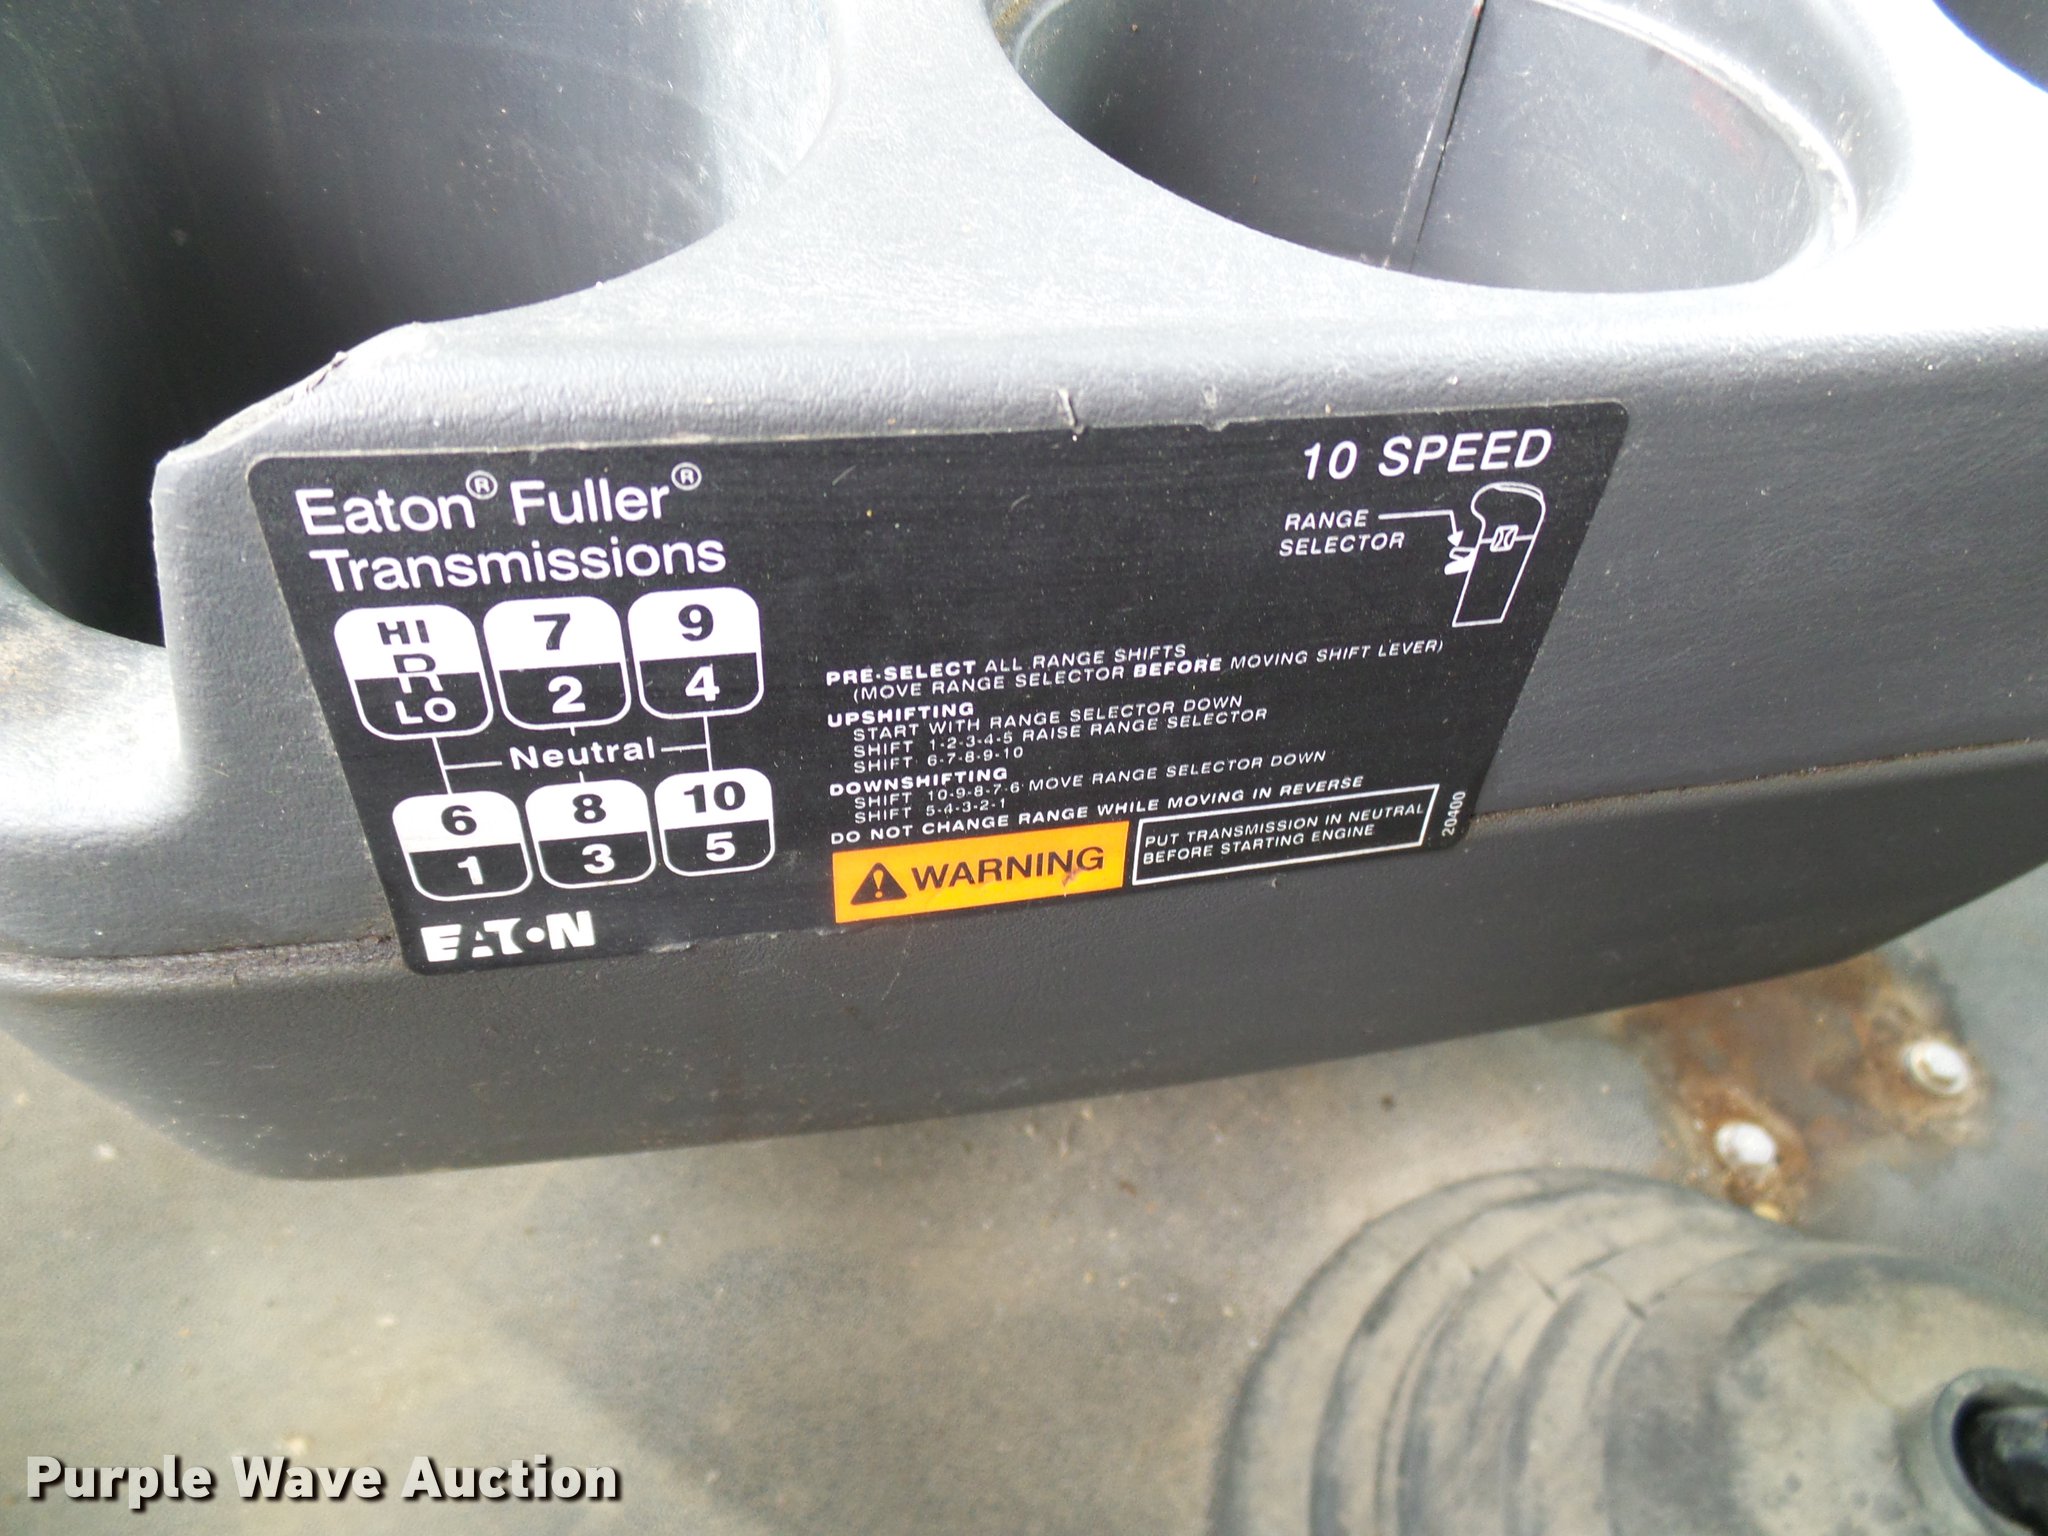 Eaton® Fuller®
Transmissions
10 SPEED
RANGE
SELECTOR
HI
R
LO
7
2
9
4
Neutral
6
1
8
3
10
5
EATON
PRE-SELECT ALL RANGE SHIFTS
(MOVE RANGE SELECTOR BEFORE MOVING SHIFT LEVER)
UPSHIFTING
START WITH RANGE SELECTOR DOWN
SHIFT 1-2-3-4-5 RAISE RANGE SELECTOR
SHIFT 6-7-8-9-10
DOWNSHIFTING
SHIFT 10-9-8-7-6 MOVE RANGE SELECTOR DOWN
SHIFT 5-4-3-2-1
DO NOT CHANGE RANGE WHILE MOVING IN REVERSE
WARNING
PUT TRANSMISSION IN NEUTRAL
BEFORE STARTING ENGINE
20400
Purple Wave Auction